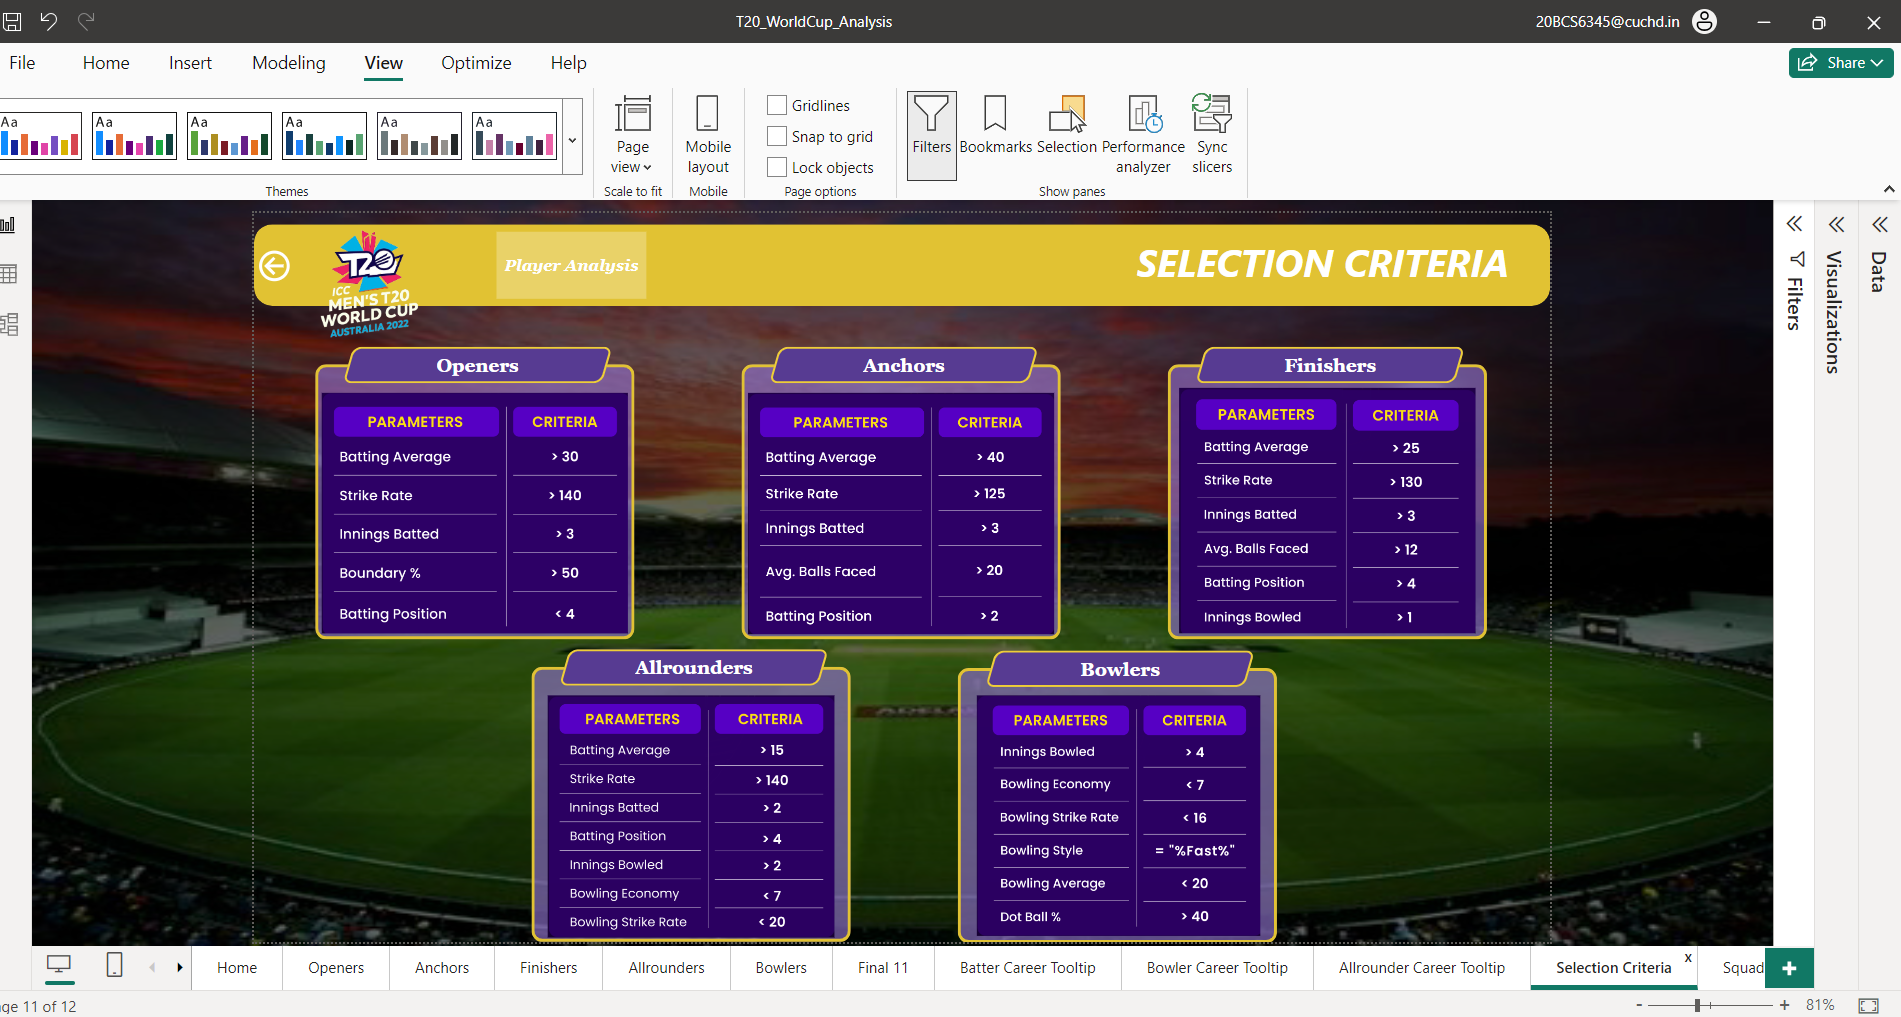 T20_WorldCup_Analysis
20BCS6345@cuchd.in
File Home Insert Modeling View Optimize Help
Share
Aa Aa Aa Aa Aa Aa
Themes
Page view
Scale to fit
Mobile layout
Mobile
Gridlines
Snap to grid
Lock objects
Page options
Filters Bookmarks Selection Performance analyzer Sync slicers
Show panes
T20
ICC
MEN'S T20
WORLD CUP
AUSTRALIA 2022
Player Analysis
SELECTION CRITERIA
Openers
PARAMETERS CRITERIA
Batting Average > 30
Strike Rate > 140
Innings Batted > 3
Boundary % > 50
Batting Position < 4
Anchors
PARAMETERS CRITERIA
Batting Average > 40
Strike Rate > 125
Innings Batted > 3
Avg. Balls Faced > 20
Batting Position > 2
Finishers
PARAMETERS CRITERIA
Batting Average > 25
Strike Rate > 130
Innings Batted > 3
Avg. Balls Faced > 12
Batting Position > 4
Innings Bowled > 1
Allrounders
PARAMETERS CRITERIA
Batting Average > 15
Strike Rate > 140
Innings Batted > 2
Batting Position > 4
Innings Bowled > 2
Bowling Economy < 7
Bowling Strike Rate < 20
Bowlers
PARAMETERS CRITERIA
Innings Bowled > 4
Bowling Economy < 7
Bowling Strike Rate < 16
Bowling Style = "%Fast%"
Bowling Average < 20
Dot Ball % > 40
Filters
Visualizations
Data
Home Openers Anchors Finishers Allrounders Bowlers Final 11 Batter Career Tooltip Bowler Career Tooltip Allrounder Career Tooltip Selection Criteria x Squad
ge 11 of 12
- + 81%